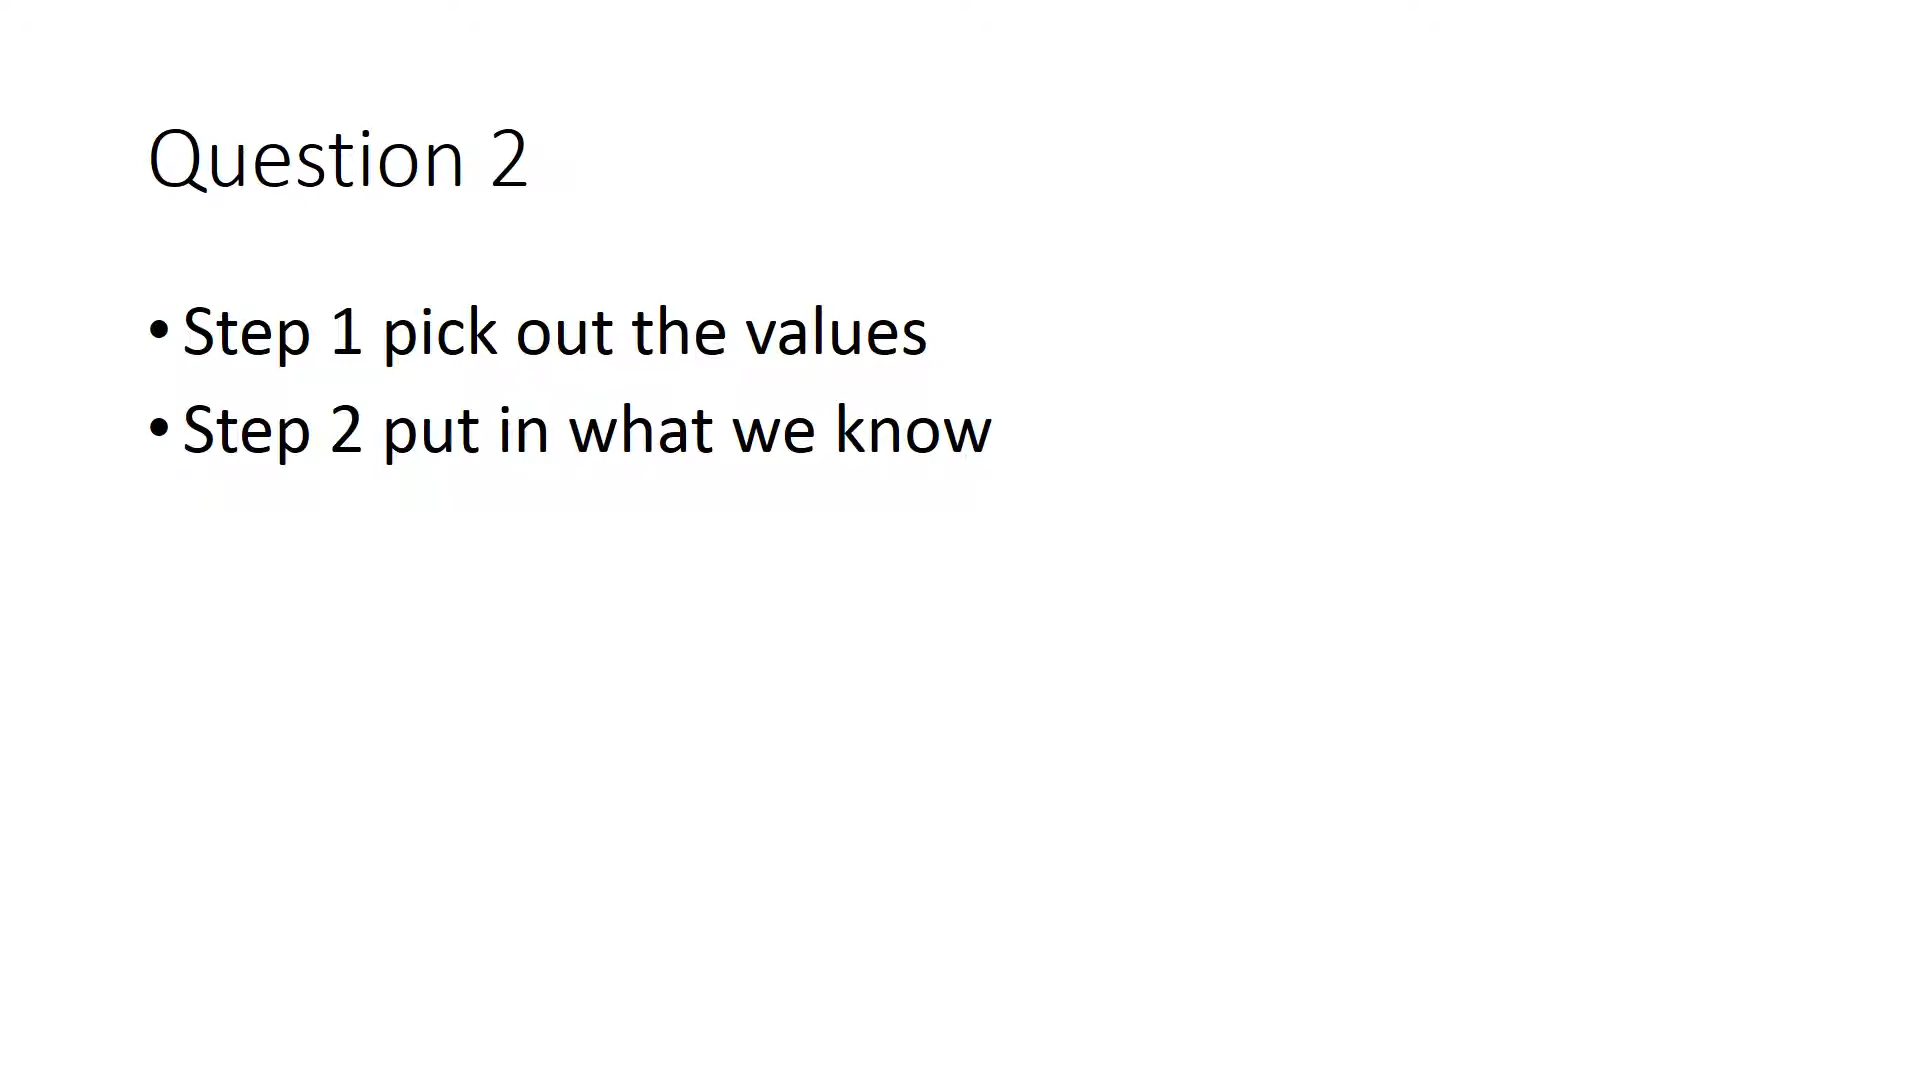 Question 2
• Step 1 pick out the values
• Step 2 put in what we know